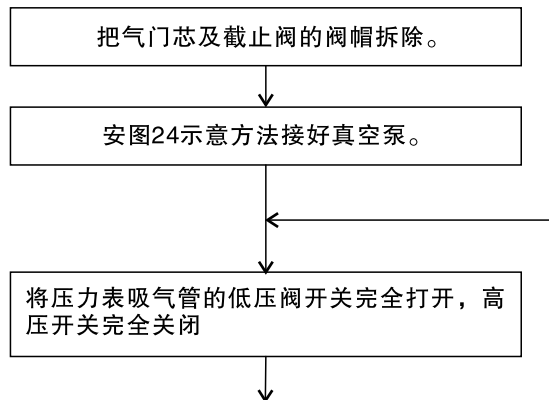 把气门芯及截止阀的阀帽拆除。
安图24示意方法接好真空泵。
将压力表吸气管的低压阀开关完全打开，高
压开关完全关闭